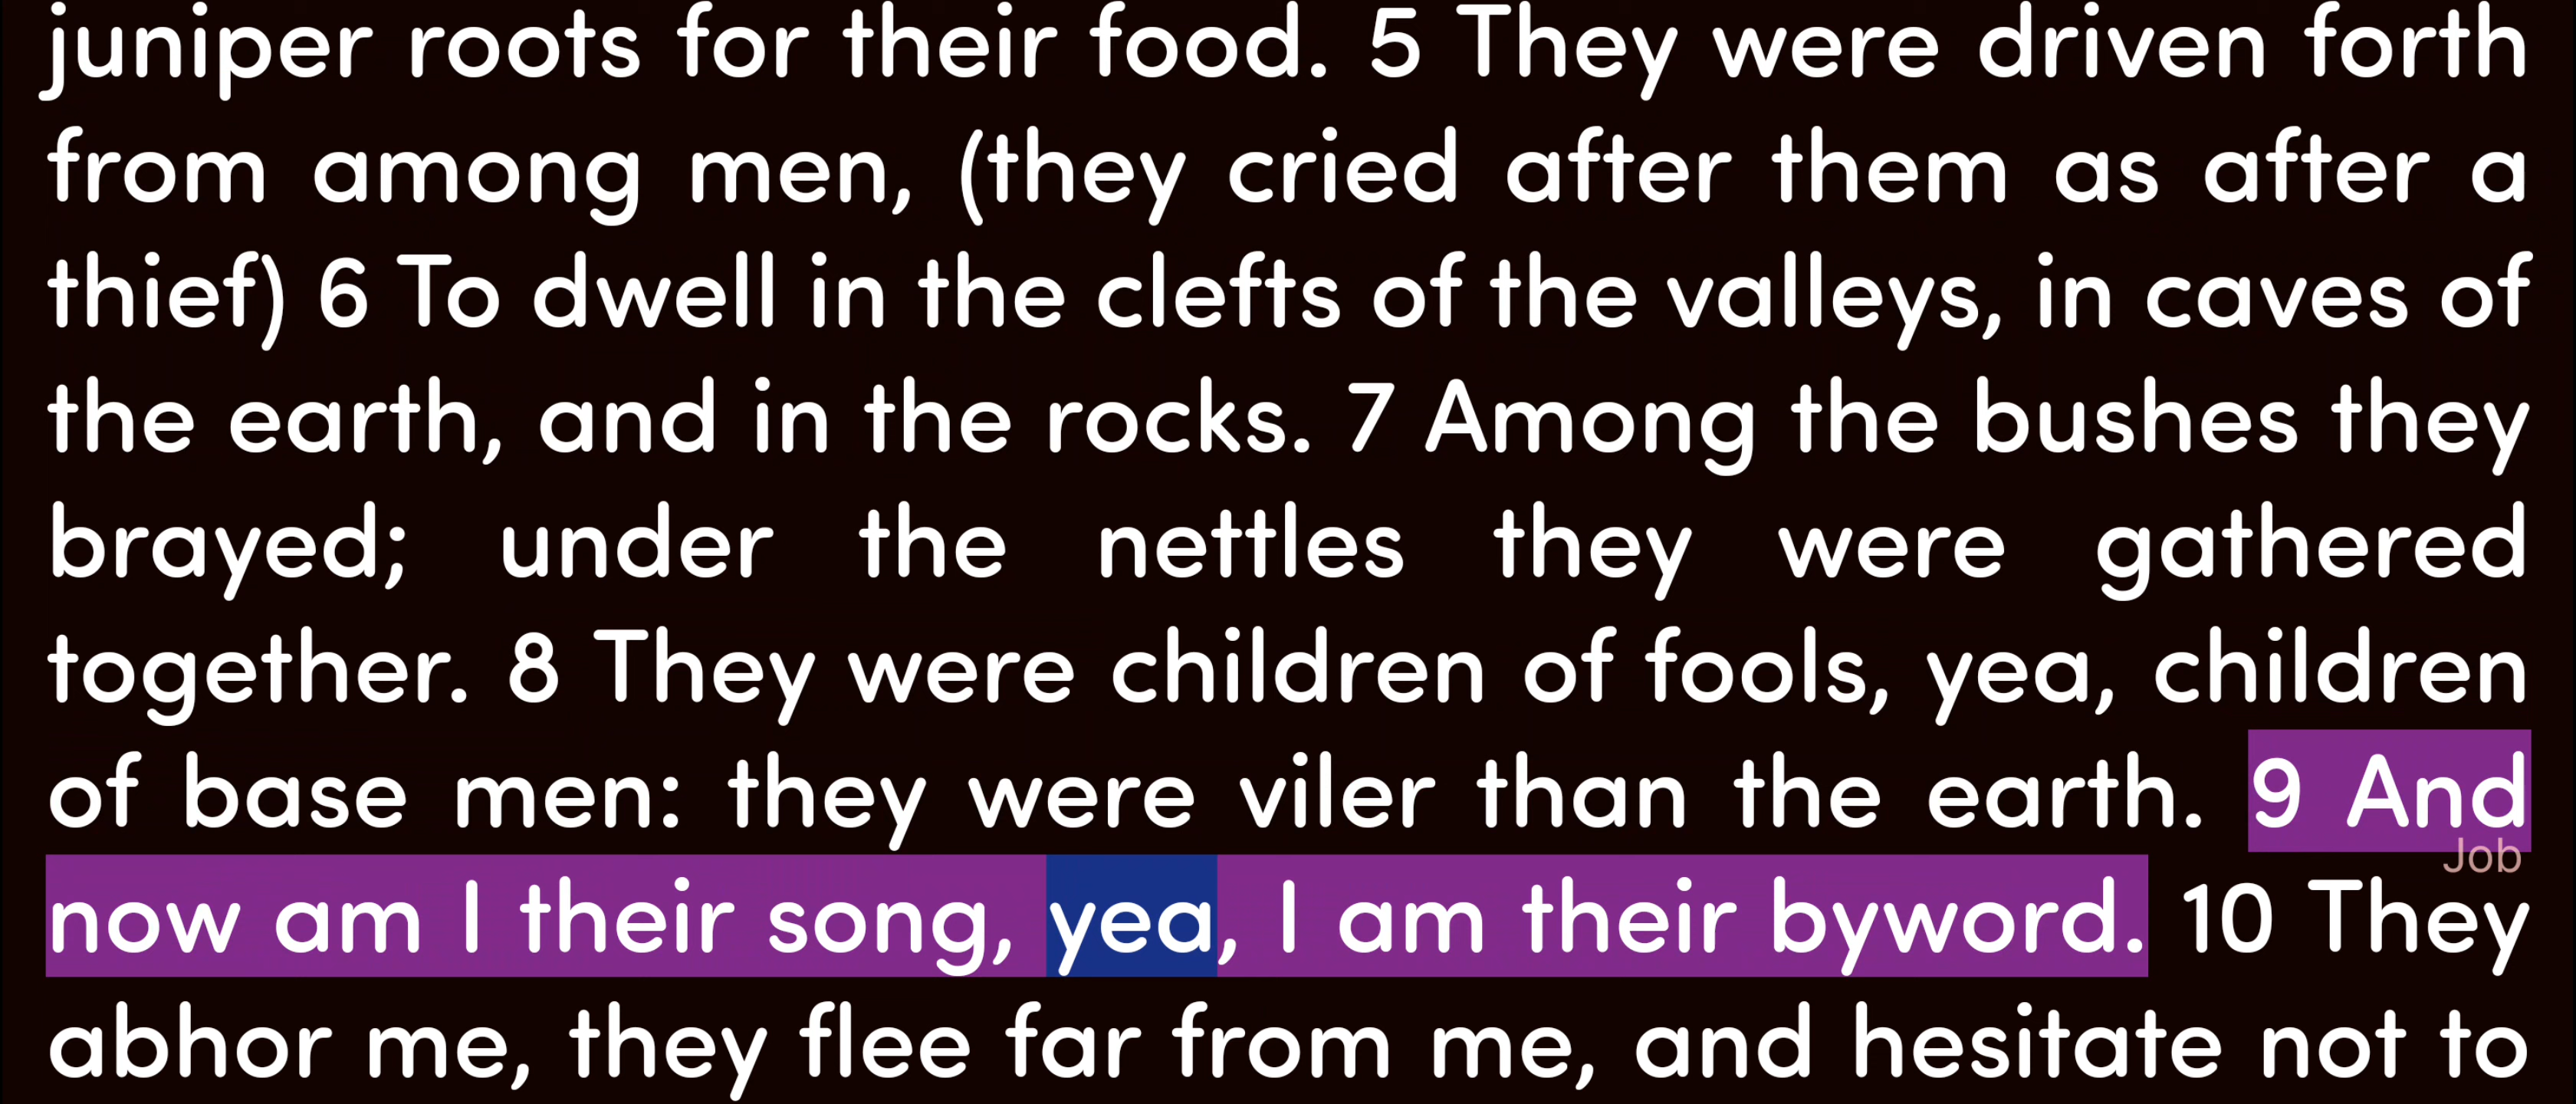 juniper roots for their food. 5 They were driven forth
from among men, (they cried after them as after a
thief) 6 To dwell in the clefts of the valleys, in caves of
the earth, and in the rocks. 7 Among the bushes they
brayed; under the nettles they were gathered
together. 8 They were children of fools, yea, children
of base men: they were viler than the earth. 9 And
Job
now am I their song, yea, I am their byword. 10 They
abhor me, they flee far from me, and hesitate not to